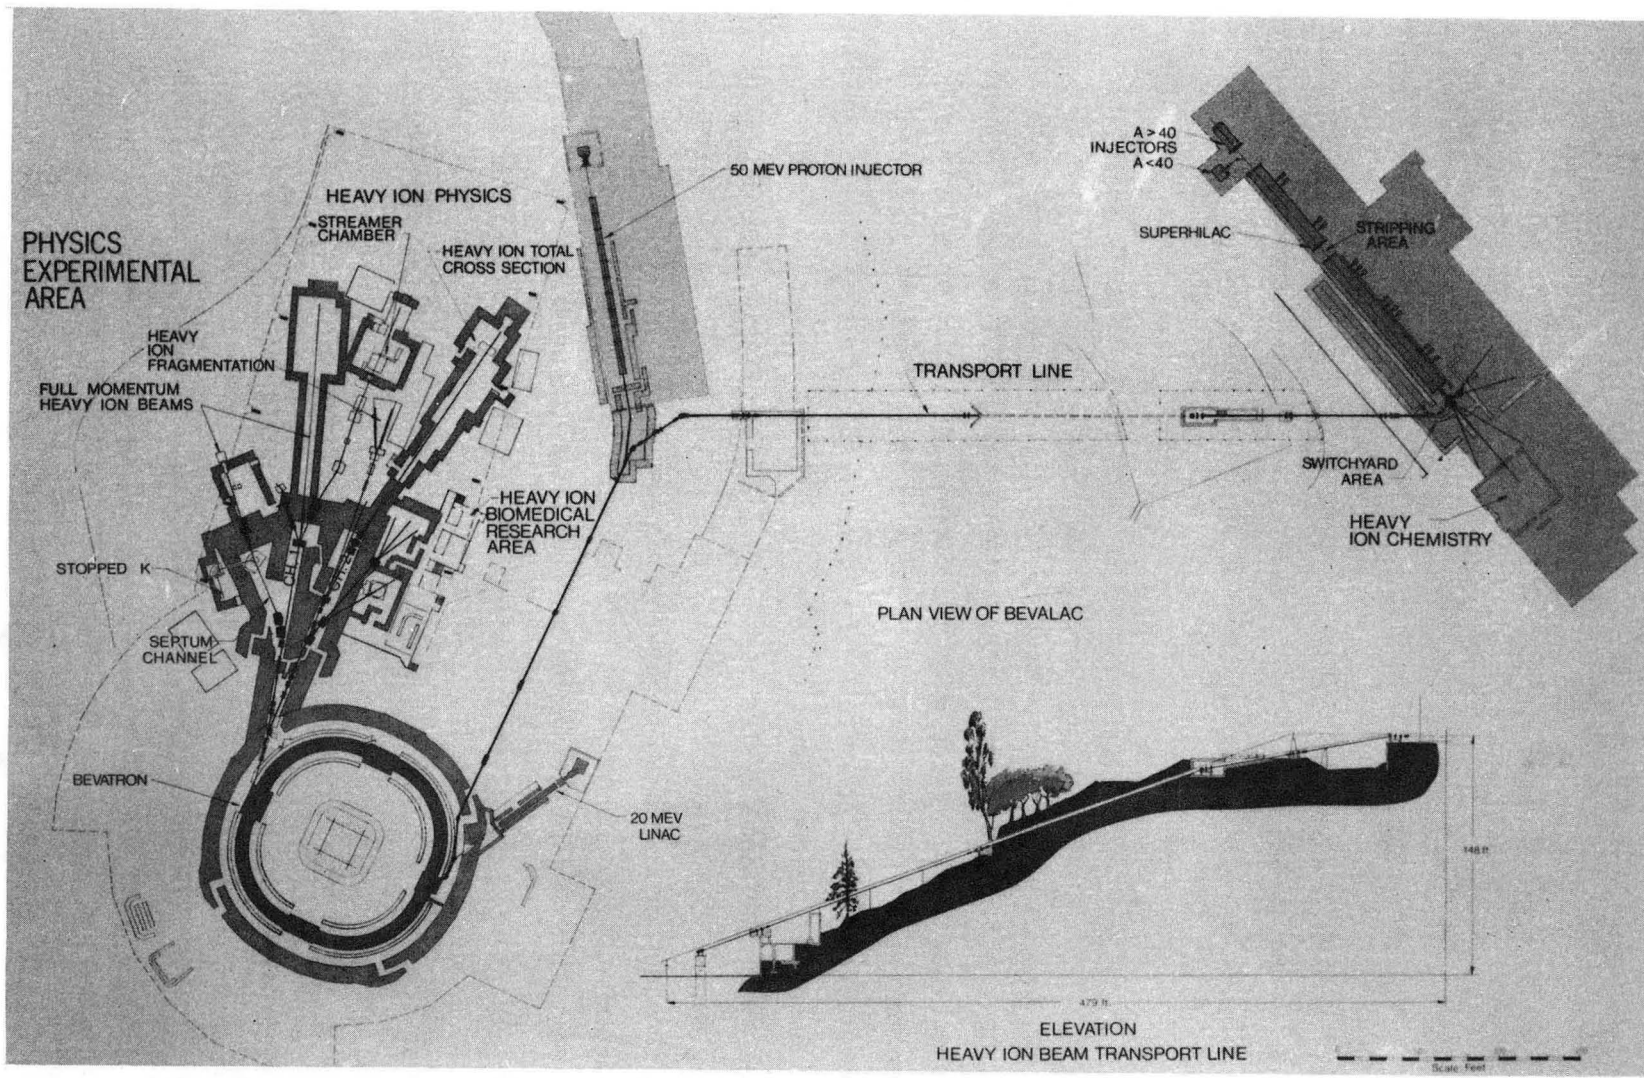 PHYSICS
EXPERIMENTAL
AREA
HEAVY ION PHYSICS
STREAMER
CHAMBER
HEAVY ION TOTAL
CROSS SECTION
HEAVY
ION
FRAGMENTATION
FULL MOMENTUM
HEAVY ION BEAMS
STOPPED K
SEPTUM
CHANNEL
CH. I
CH. 2
HEAVY ION
BIOMEDICAL
RESEARCH
AREA
BEVATRON
20 MEV
LINAC
50 MEV PROTON INJECTOR
TRANSPORT LINE
A > 40
INJECTORS
A < 40
SUPERHILAC
STRIPPING
AREA
SWITCHYARD
AREA
HEAVY
ION CHEMISTRY
PLAN VIEW OF BEVALAC
148 ft.
479 ft.
ELEVATION
HEAVY ION BEAM TRANSPORT LINE
Scale Feet